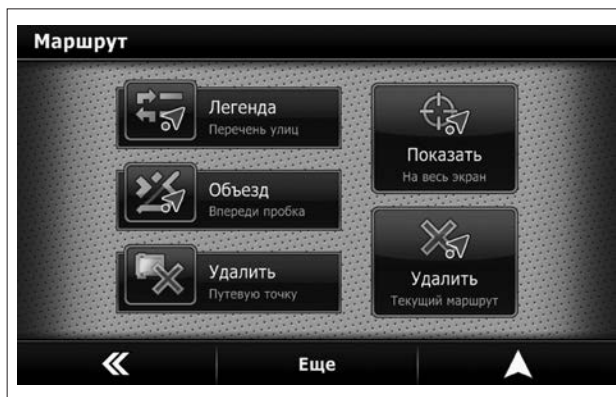 Маршрут
Легенда
Перечень улиц
Объезд
Впереди пробка
Удалить
Путевую точку
Показать
На весь экран
Удалить
Текущий маршрут
Еще